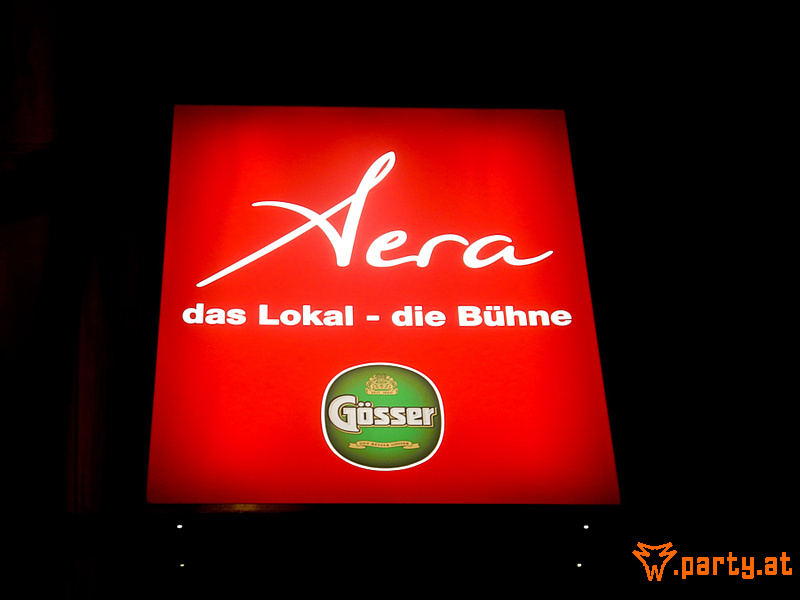 Aera
das Lokal - die Bühne
Gösser
.party.at